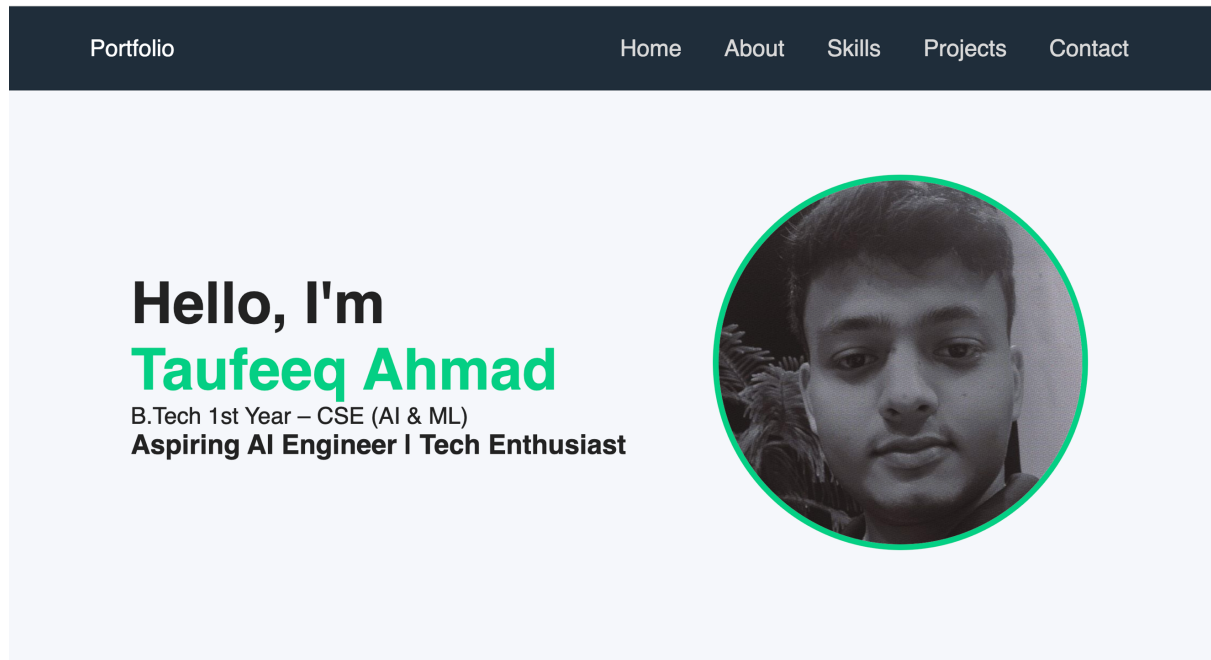 Portfolio
Home About Skills Projects Contact
Hello, I'm
Taufeeq Ahmad
B.Tech 1st Year – CSE (AI & ML)
Aspiring AI Engineer | Tech Enthusiast